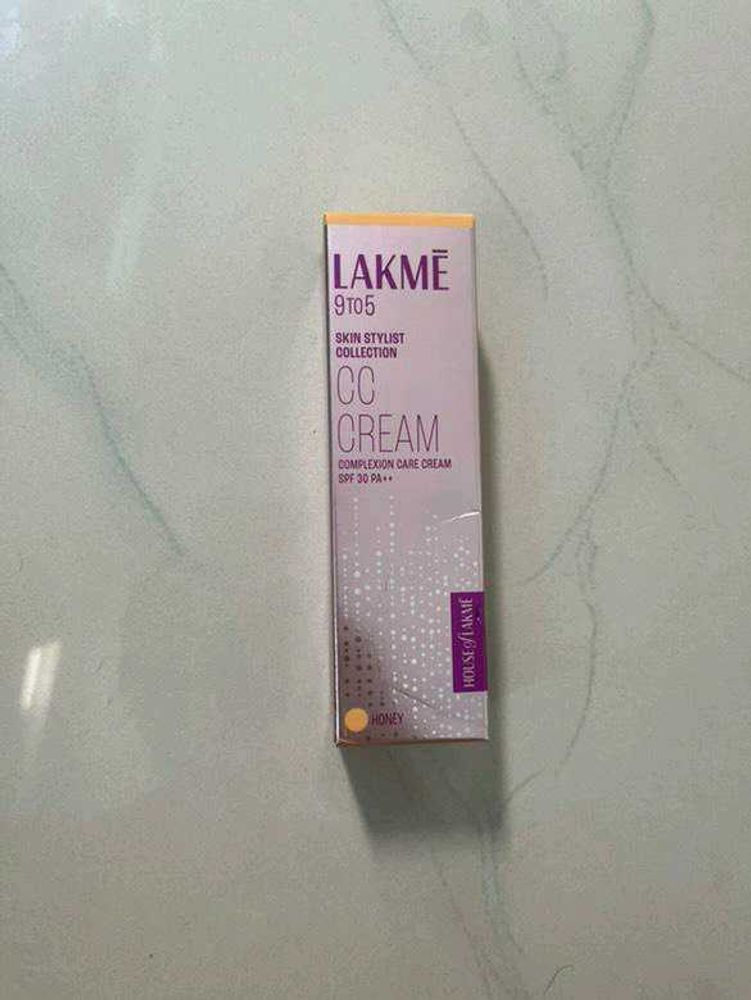 LAKMĒ
9TO5
SKIN STYLIST
COLLECTION
CC
CREAM
COMPLEXION CARE CREAM
SPF 30 PA++
HOUSE of LAKMĒ
HONEY